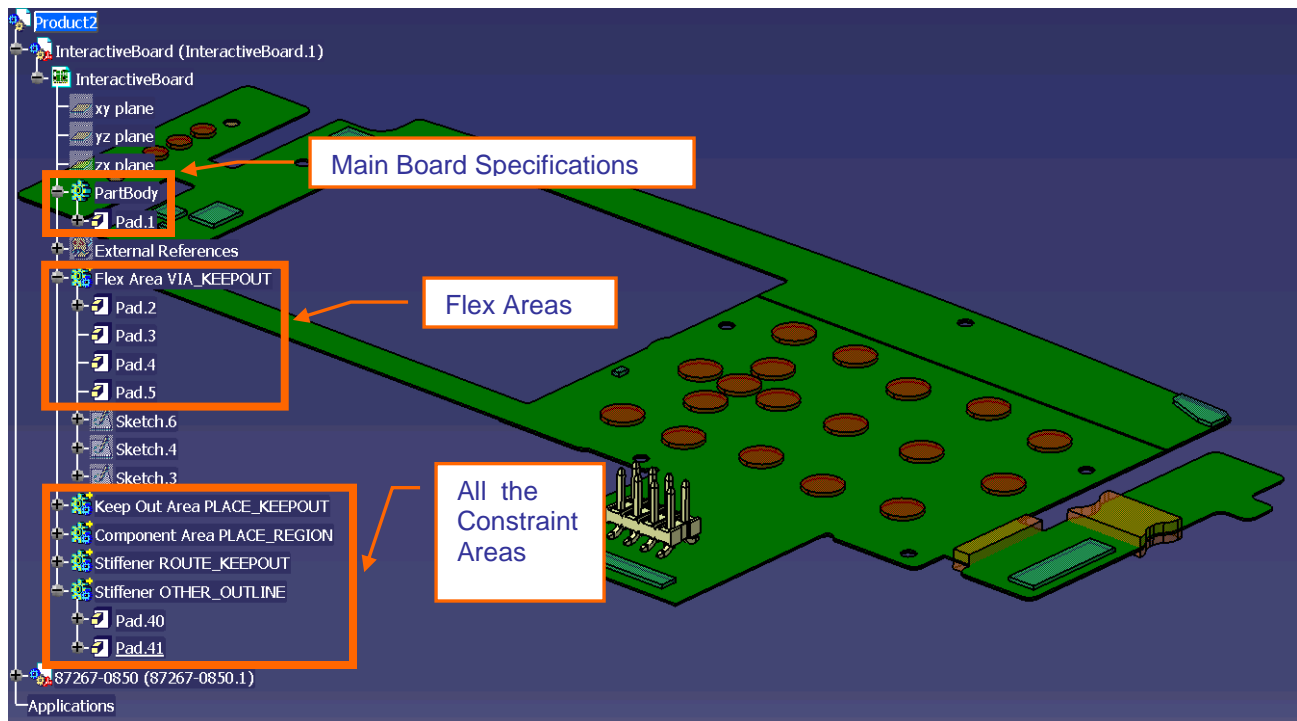 Product2
InteractiveBoard (InteractiveBoard.1)
InteractiveBoard
xy plane
yz plane
zx plane
Main Board Specifications
PartBody
Pad.1
External References
Flex Area VIA_KEEPOUT
Pad.2
Flex Areas
Pad.3
Pad.4
Pad.5
Sketch.6
Sketch.4
Sketch.3
All the
Constraint
Areas
Keep Out Area PLACE_KEEPOUT
Component Area PLACE_REGION
Stiffener ROUTE_KEEPOUT
Stiffener OTHER_OUTLINE
Pad.40
Pad.41
87267-0850 (87267-0850.1)
Applications